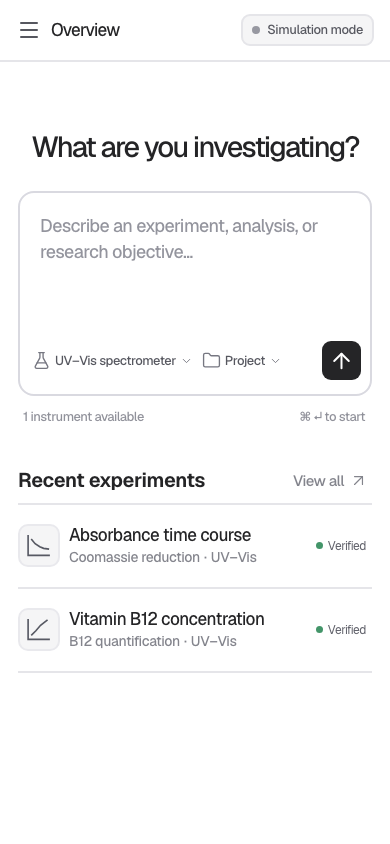 Overview
Simulation mode
What are you investigating?
Describe an experiment, analysis, or
research objective...
UV–Vis spectrometer
Project
1 instrument available
⌘ ↵ to start
Recent experiments
View all
Absorbance time course
Coomassie reduction · UV–Vis
Verified
Vitamin B12 concentration
B12 quantification · UV–Vis
Verified